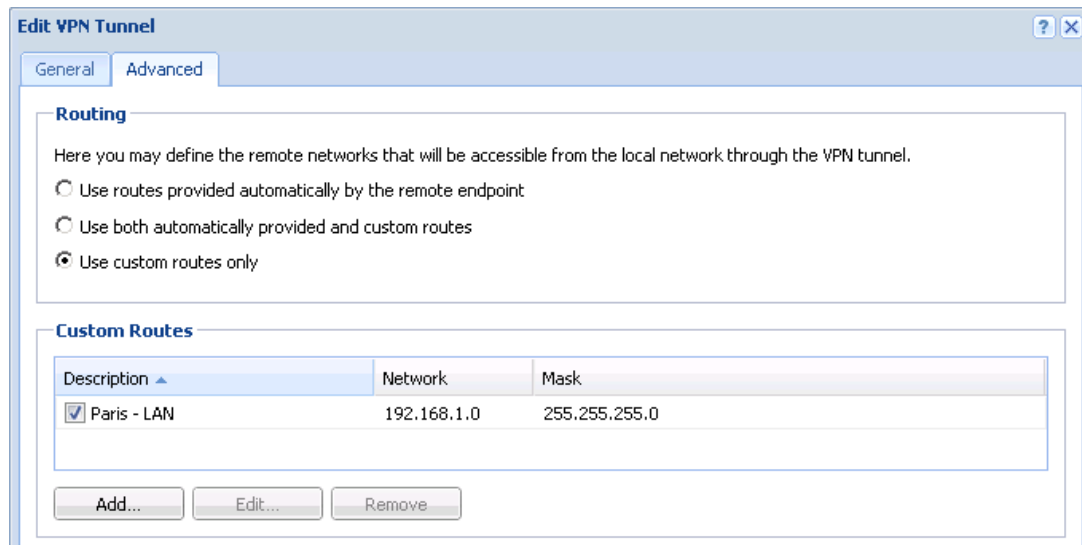 Edit VPN Tunnel
General Advanced
Routing
Here you may define the remote networks that will be accessible from the local network through the VPN tunnel.
Use routes provided automatically by the remote endpoint
Use both automatically provided and custom routes
Use custom routes only
Custom Routes
Description Network Mask
Paris - LAN 192.168.1.0 255.255.255.0
Add... Edit... Remove